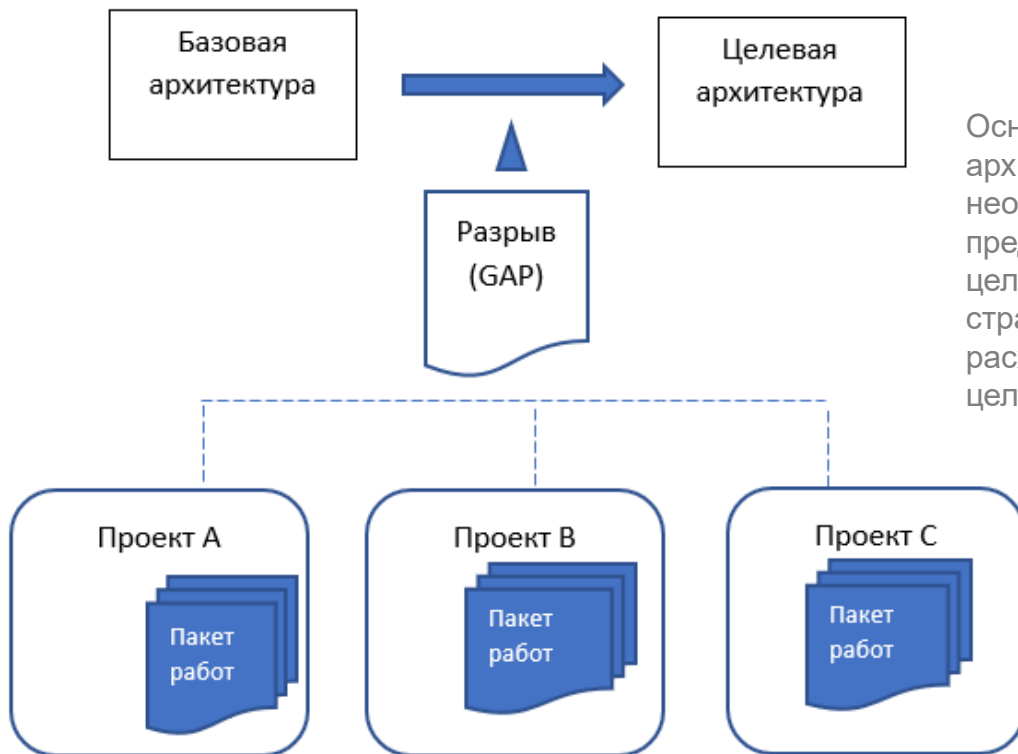 Базовая
архитектура
Целевая
архитектура
Разрыв
(GAP)
Проект А
Проект В
Проект С
Пакет
работ
Пакет
работ
Пакет
работ